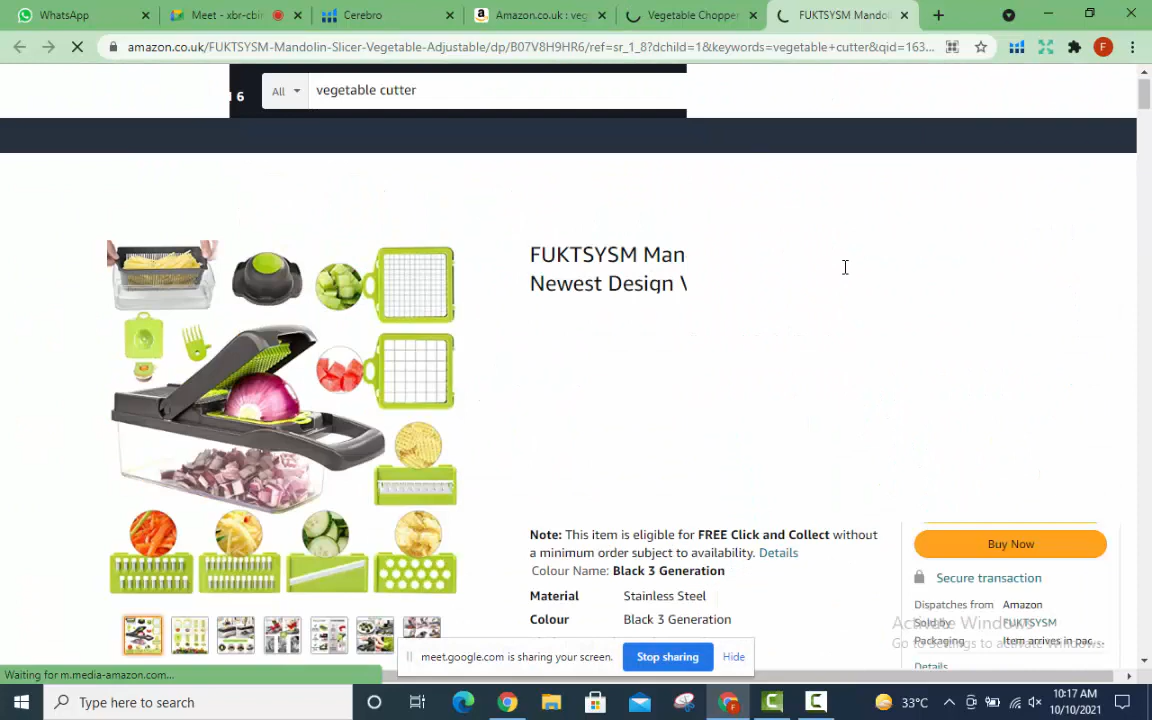 WhatsApp
Meet - xbr-cbir
Cerebro
Amazon.co.uk : veg
Vegetable Chopper
FUKTSYSM Mandol
amazon.co.uk/FUKTSYSM-Mandolin-Slicer-Vegetable-Adjustable/dp/B07V8H9HR6/ref=sr_1_8?dchild=1&keywords=vegetable+cutter&qid=163...
F
6
All
vegetable cutter
FUKTSYSM Man
Newest Design V
Note: This item is eligible for FREE Click and Collect without
a minimum order subject to availability. Details
Colour Name: Black 3 Generation
Material Stainless Steel
Colour Black 3 Generation
Buy Now
Secure transaction
Dispatches from Amazon
Sold by FUKTSYSM
Packaging Item arrives in pac...
Details
Activate Windows
Go to Settings to activate Windows.
meet.google.com is sharing your screen.
Stop sharing
Hide
Waiting for m.media-amazon.com...
Type here to search
33°C
10:17 AM
10/10/2021